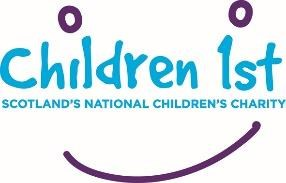 Children 1st
SCOTLAND'S NATIONAL CHILDREN'S CHARITY